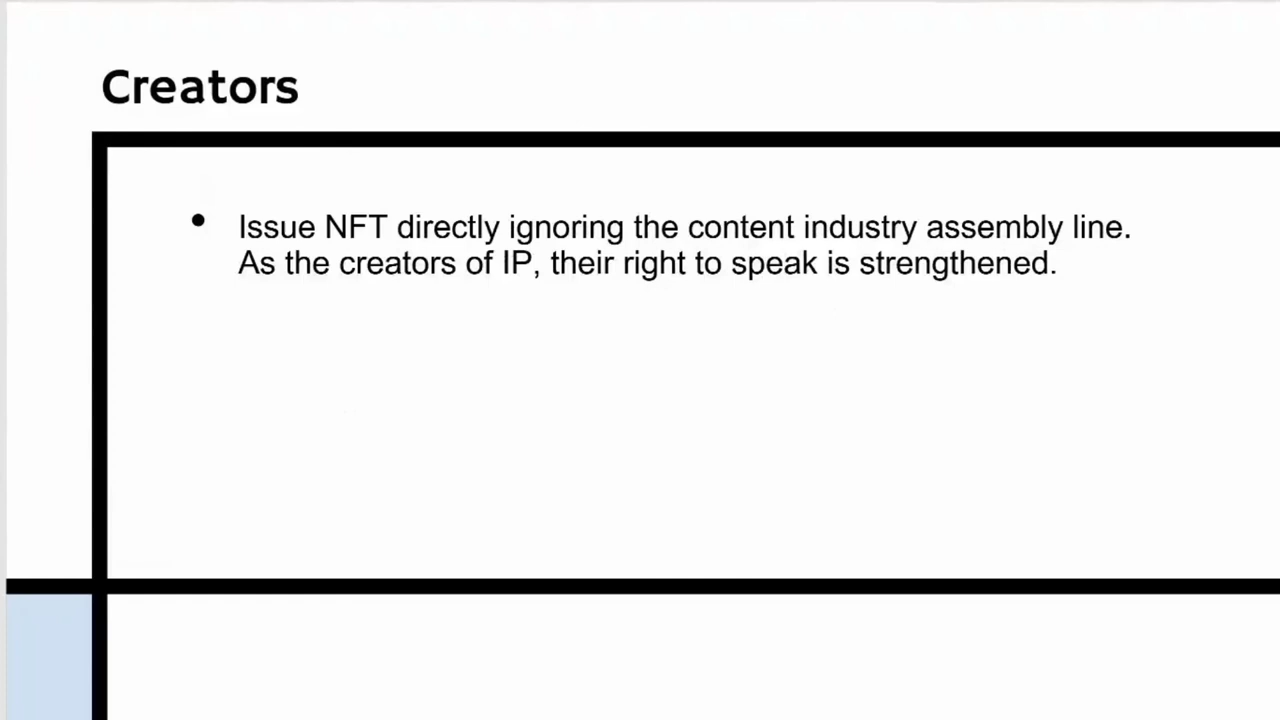 Creators
• Issue NFT directly ignoring the content industry assembly line.
As the creators of IP, their right to speak is strengthened.